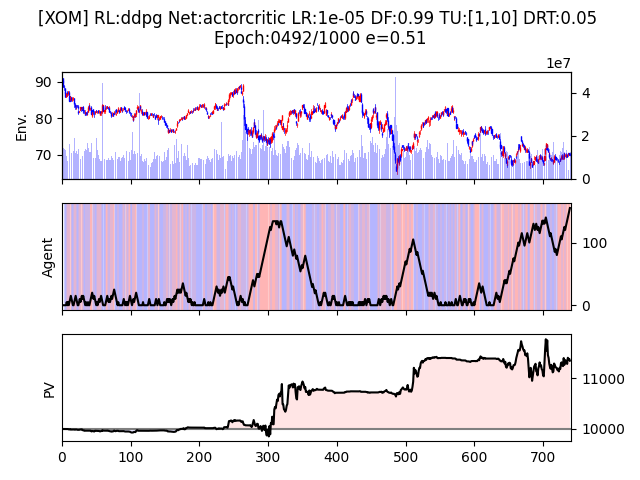 [XOM] RL:ddpg Net:actorcritic LR:1e-05 DF:0.99 TU:[1,10] DRT:0.05
Epoch:0492/1000 e=0.51
1e7
Env.
90
80
70
4
2
0
Agent
100
0
PV
11000
10000
0 100 200 300 400 500 600 700